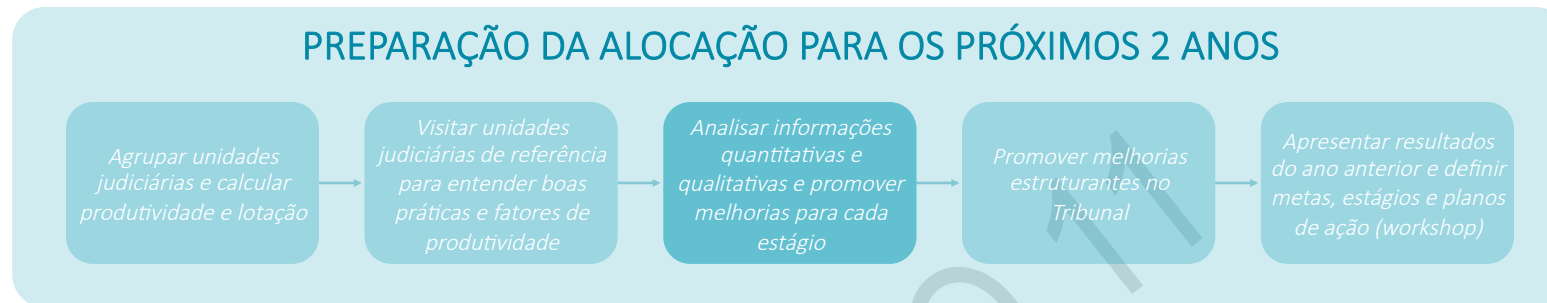 PREPARAÇÃO DA ALOCAÇÃO PARA OS PRÓXIMOS 2 ANOS
Agrupar unidades
judiciárias e calcular
produtividade e lotação
Visitar unidades
judiciárias de referência
para entender boas
práticas e fatores de
produtividade
Analisar informações
quantitativas e
qualitativas e promover
melhorias para cada
estágio
Promover melhorias
estruturantes no
Tribunal
Apresentar resultados
do ano anterior e definir
metas, estágios e planos
de ação (workshop)